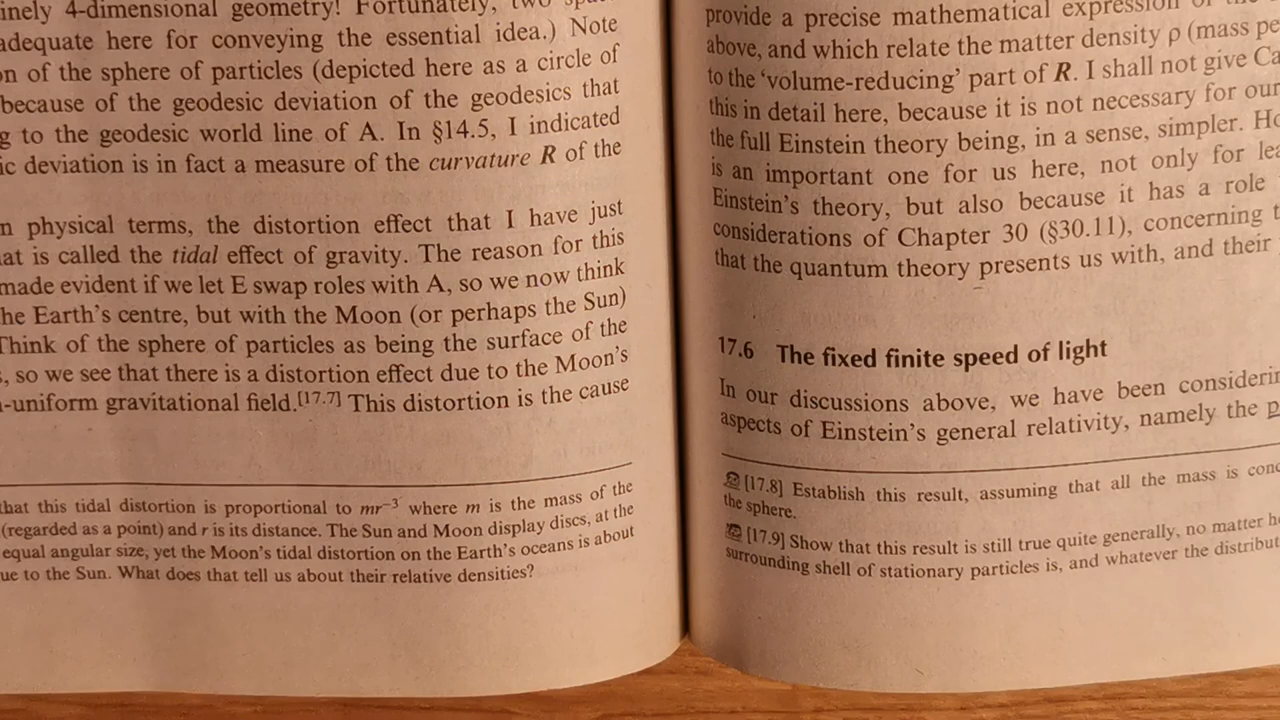 4-dimensional geometry! Fortunately, two
adequate here for conveying the essential idea.) Note
of the sphere of particles (depicted here as a circle of
because of the geodesic deviation of the geodesics that
to the geodesic world line of A. In §14.5, I indicated
deviation is in fact a measure of the curvature R of the
physical terms, the distortion effect that I have just
is called the tidal effect of gravity. The reason for this
made evident if we let E swap roles with A, so we now think
Earth's centre, but with the Moon (or perhaps the Sun)
Think of the sphere of particles as being the surface of the
, so we see that there is a distortion effect due to the Moon's
-uniform gravitational field.[17.7] This distortion is the cause
that this tidal distortion is proportional to mr⁻³ where m is the mass of the
(regarded as a point) and r is its distance. The Sun and Moon display discs, at the
equal angular size, yet the Moon's tidal distortion on the Earth's oceans is about
to the Sun. What does that tell us about their relative densities?
provide a precise mathematical expression of the
above, and which relate the matter density ρ (mass
to the 'volume-reducing' part of R. I shall not give
this in detail here, because it is not necessary for our
the full Einstein theory being, in a sense, simpler.
is an important one for us here, not only for
Einstein's theory, but also because it has a role
considerations of Chapter 30 (§30.11), concerning
that the quantum theory presents us with, and their
17.6 The fixed finite speed of light
In our discussions above, we have been
aspects of Einstein's general relativity, namely the
[17.8] Establish this result, assuming that all the mass is
the sphere.
[17.9] Show that this result is still true quite generally, no matter
surrounding shell of stationary particles is, and whatever the